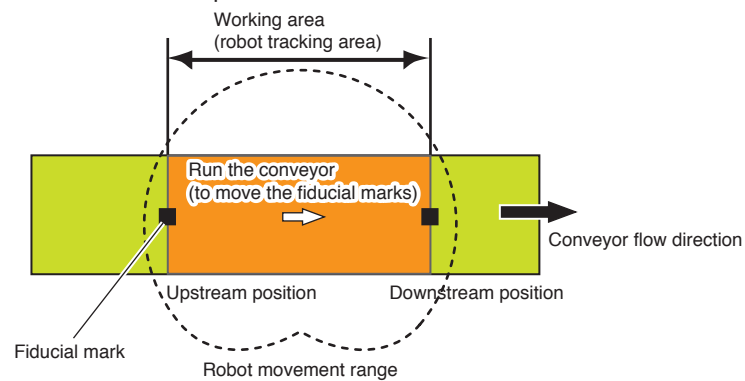 Working area
(robot tracking area)
Run the conveyor
(to move the fiducial marks)
Conveyor flow direction
Upstream position
Downstream position
Fiducial mark
Robot movement range